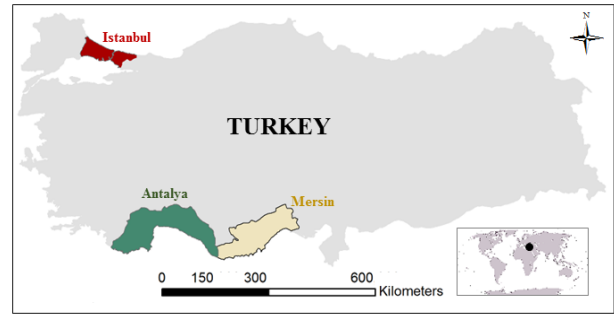 N
Istanbul
TURKEY
Antalya
Mersin
0 150 300 600
Kilometers